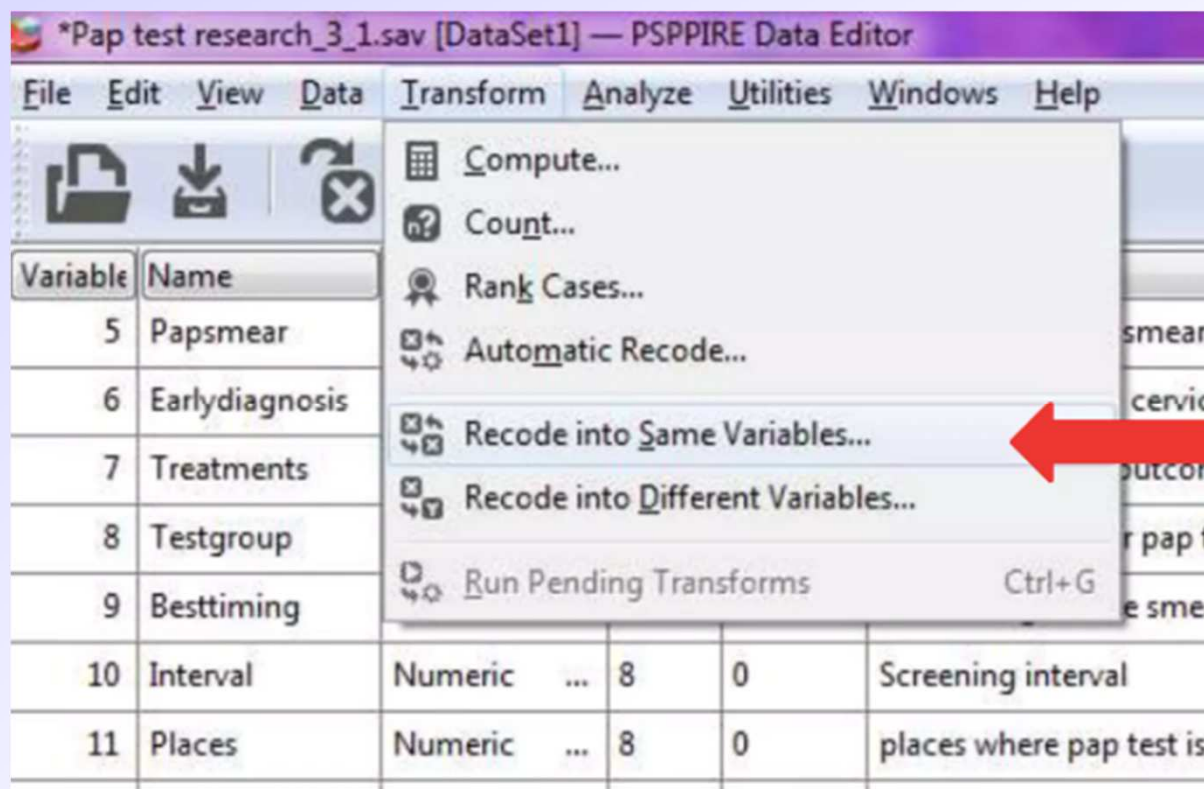 *Pap test research_3_1.sav [DataSet1] — PSPPIRE Data Editor
File Edit View Data Transform Analyze Utilities Windows Help
Compute...
Count...
Rank Cases...
Automatic Recode...
Recode into Same Variables...
Recode into Different Variables...
Run Pending Transforms Ctrl+G
Variable Name
5 Papsmear smear
6 Earlydiagnosis
7 Treatments
8 Testgroup pap
9 Besttiming
10 Interval Numeric ... 8 0 Screening interval
11 Places Numeric ... 8 0 places where pap test is